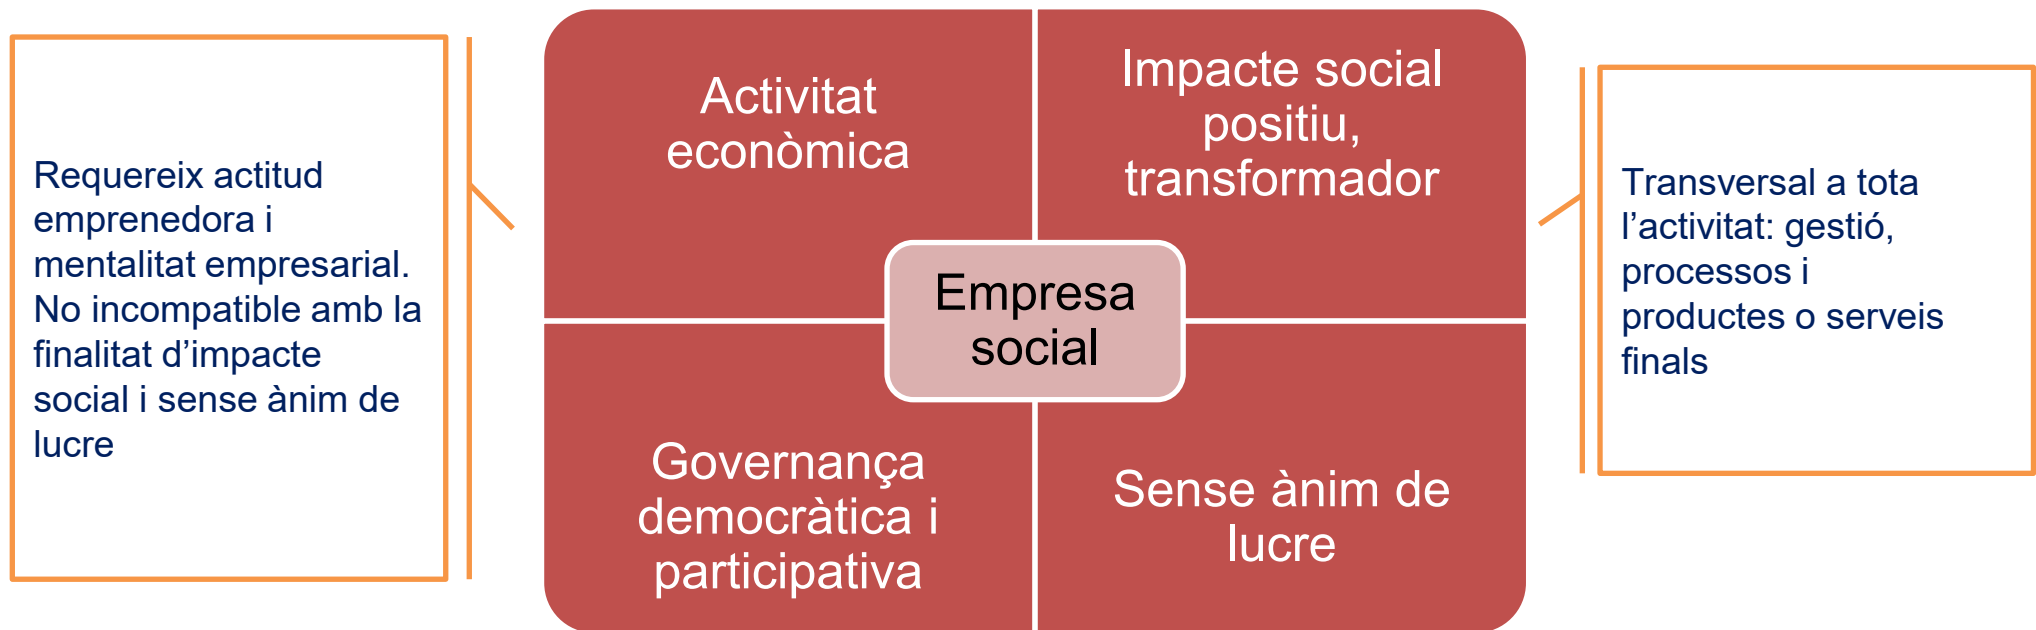 Requereix actitud
emprenedora i
mentalitat empresarial.
No incompatible amb la
finalitat d’impacte
social i sense ànim de
lucre
Activitat
econòmica
Impacte social
positiu,
transformador
Empresa
social
Governança
democràtica i
participativa
Sense ànim de
lucre
Transversal a tota
l’activitat: gestió,
processos i
productes o serveis
finals